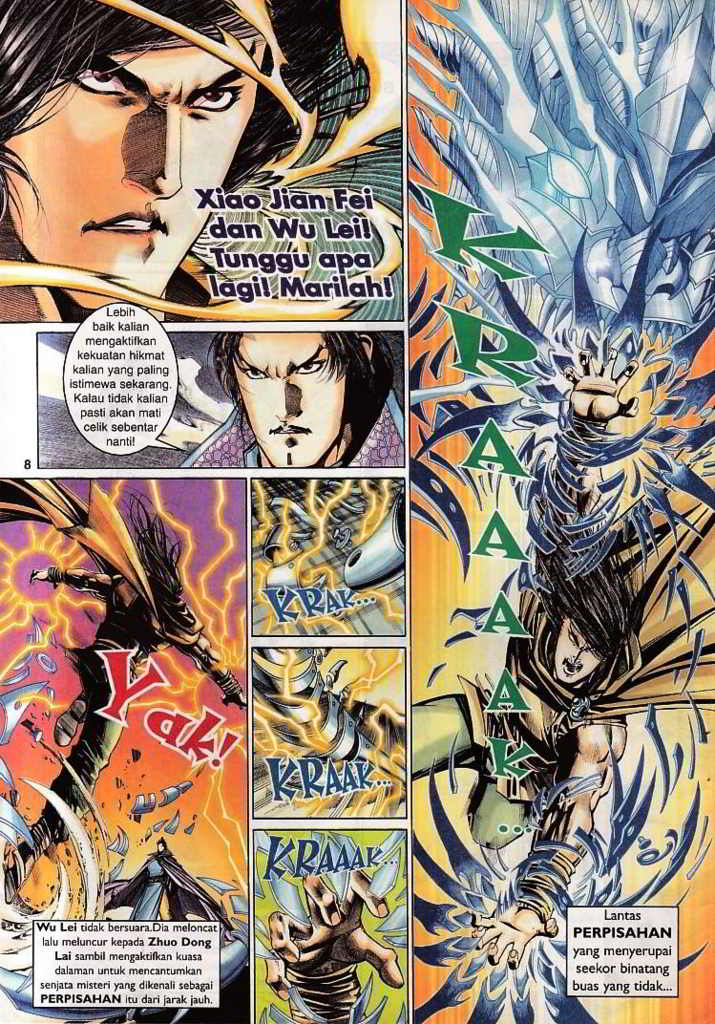 Xiao Jian Fei
dan Wu Lei!
Tunggu apa
lagi! Marilah!
Lebih
baik kalian
mengaktifkan
kekuatan hikmat
kalian yang paling
istimewa sekarang.
Kalau tidak kalian
pasti akan mati
celik sebentar
nanti!
8
Yak!
Wu Lei tidak bersuara.Dia meloncat
lalu meluncur kepada Zhuo Dong
Lai sambil mengaktifkan kuasa
dalaman untuk mencantumkan
senjata misteri yang dikenali sebagai
PERPISAHAN itu dari jarak jauh.
KRAK...
KRAAK...
KRAAAK...
KRAAAAAK...
Lantas
PERPISAHAN
yang menyerupai
seekor binatang
buas yang tidak...